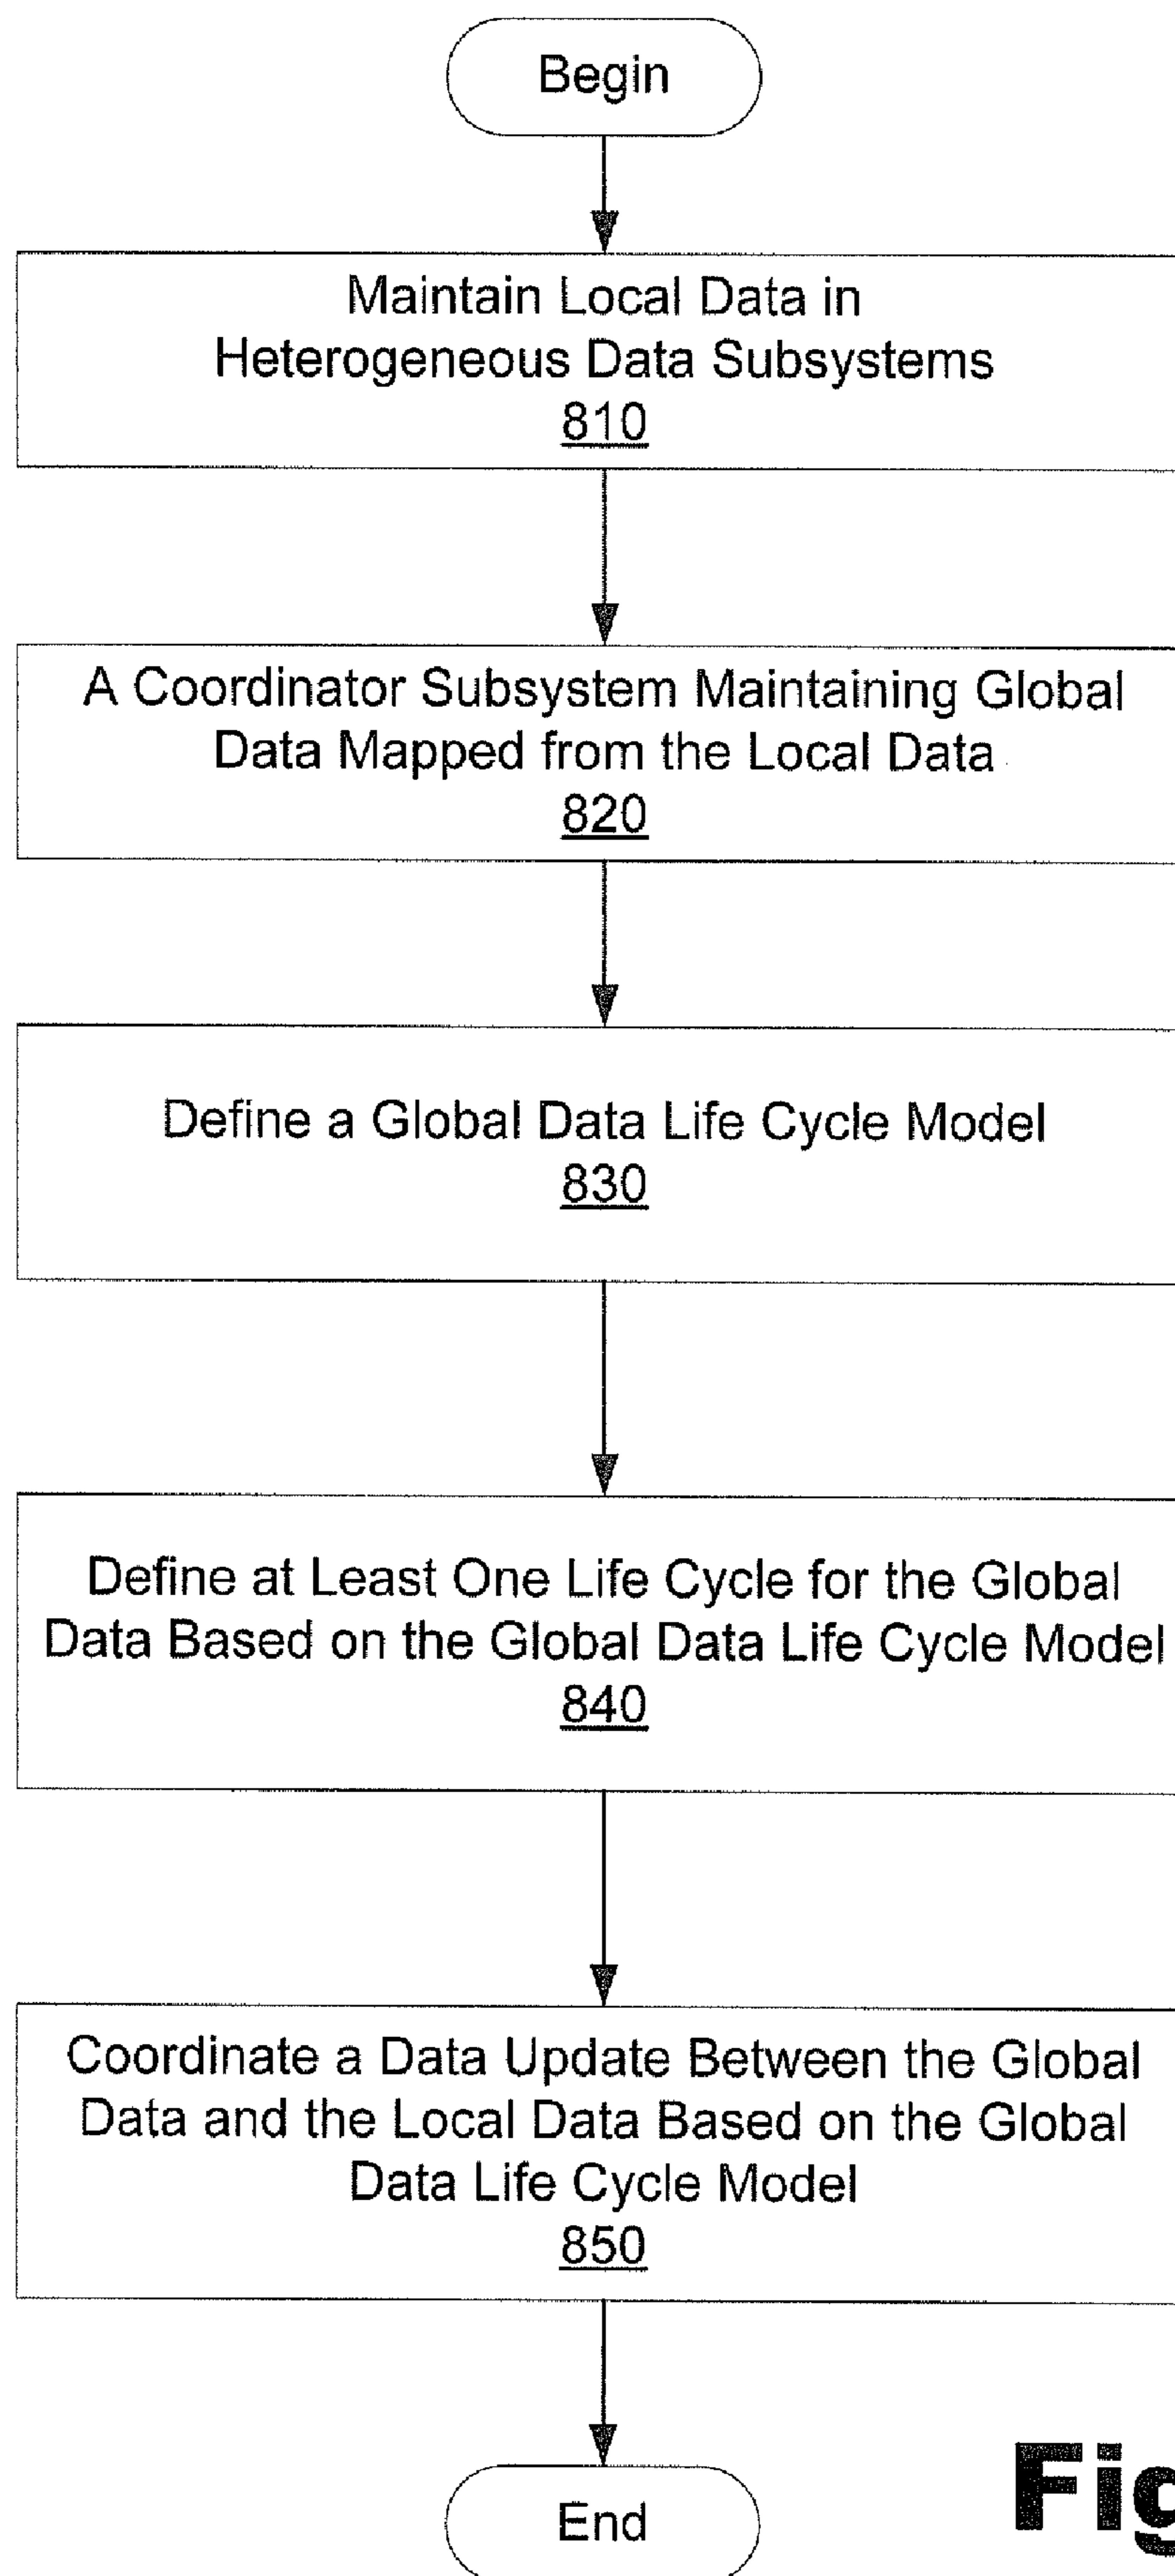 Begin
Maintain Local Data in
Heterogeneous Data Subsystems
810
A Coordinator Subsystem Maintaining Global
Data Mapped from the Local Data
820
Define a Global Data Life Cycle Model
830
Define at Least One Life Cycle for the Global
Data Based on the Global Data Life Cycle Model
840
Coordinate a Data Update Between the Global
Data and the Local Data Based on the Global
Data Life Cycle Model
850
End